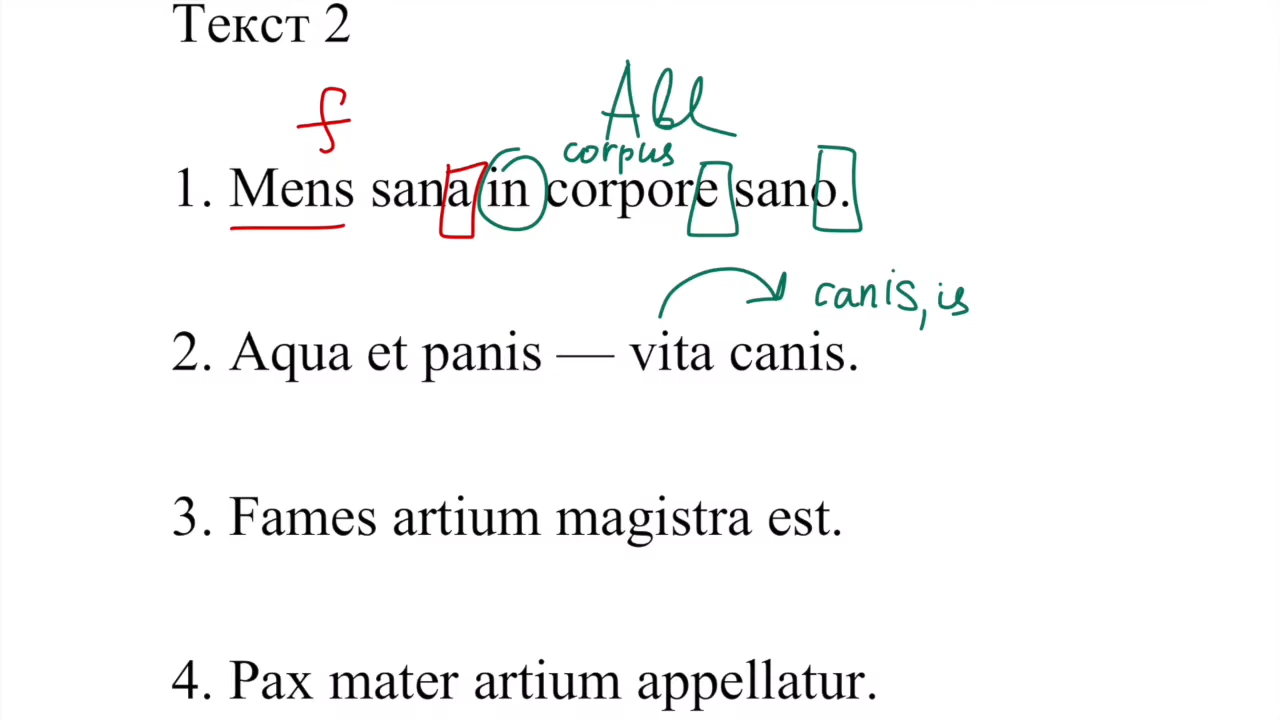 Текст 2
f
Abl
corpus
1. Mens sana in corpore sano.
canis, is
2. Aqua et panis — vita canis.
3. Fames artium magistra est.
4. Pax mater artium appellatur.